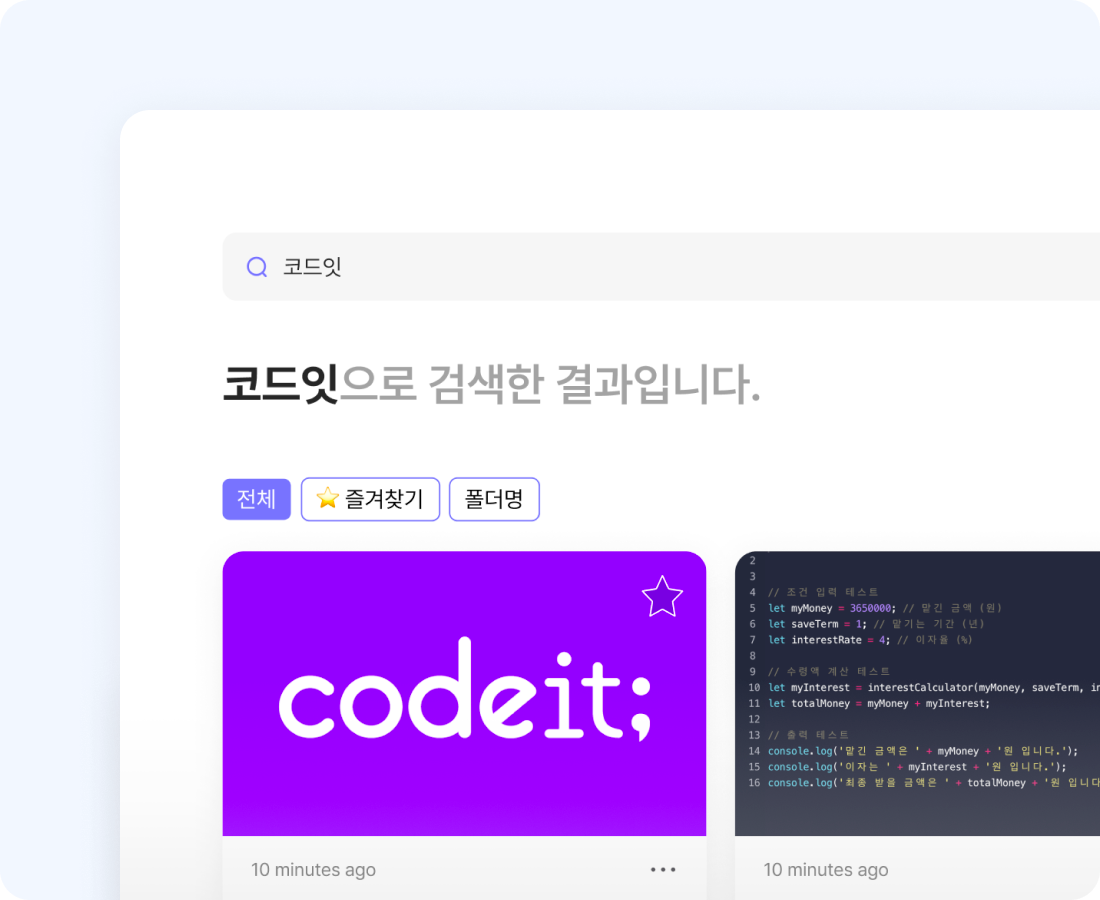 코드잇
코드잇으로 검색한 결과입니다.
전체
⭐ 즐겨찾기
폴더명
codeit;
2
3
4 // 조건 입력 테스트
5 let myMoney = 3650000; // 맡긴 금액 (원)
6 let saveTerm = 1; // 맡기는 기간 (년)
7 let interestRate = 4; // 이자율 (%)
8
9 // 수령액 계산 테스트
10 let myInterest = interestCalculator(myMoney, saveTerm, in
11 let totalMoney = myMoney + myInterest;
12
13 // 출력 테스트
14 console.log('맡긴 금액은 ' + myMoney + '원 입니다.');
15 console.log('이자는 ' + myInterest + '원 입니다.');
16 console.log('최종 받을 금액은 ' + totalMoney + '원 입니다
10 minutes ago
10 minutes ago